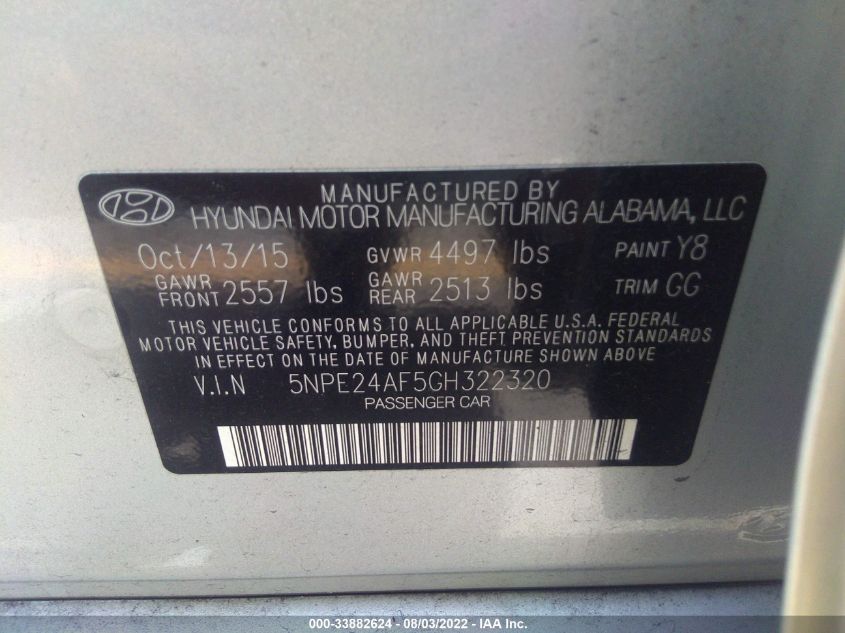 MANUFACTURED BY
HYUNDAI MOTOR MANUFACTURING ALABAMA, LLC
Oct/13/15 GVWR 4497 lbs PAINT Y8
GAWR FRONT 2557 lbs GAWR REAR 2513 lbs TRIM GG
THIS VEHICLE CONFORMS TO ALL APPLICABLE U.S.A. FEDERAL
MOTOR VEHICLE SAFETY, BUMPER, AND THEFT PREVENTION STANDARDS
IN EFFECT ON THE DATE OF MANUFACTURE SHOWN ABOVE
V.I.N 5NPE24AF5GH322320
PASSENGER CAR
000-33882624 - 08/03/2022 - IAA Inc.